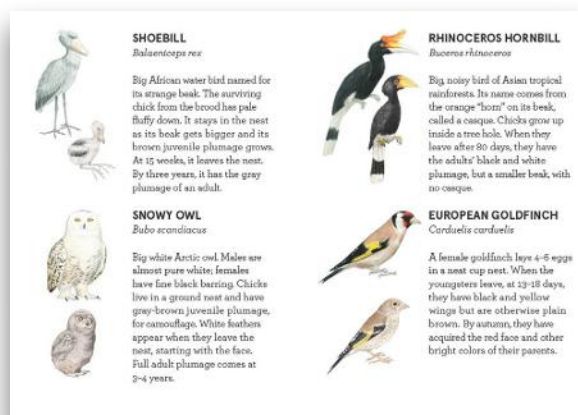 SHOEBILL
Balaeniceps rex
Big African water bird named for
its strange beak. The surviving
chick from the brood has pale
fluffy down. It stays in the nest
as its beak gets bigger and its
brown juvenile plumage grows.
At 15 weeks, it leaves the nest.
By three years, it has the gray
plumage of an adult.
SNOWY OWL
Bubo scandiacus
Big white Arctic owl. Males are
almost pure white; females
have fine black barring. Chicks
live in a ground nest and have
gray-brown juvenile plumage,
for camouflage. White feathers
appear when they leave the
nest, starting with the face.
Full adult plumage comes at
3-4 years.
RHINOCEROS HORNBILL
Buceros rhinoceros
Big, noisy bird of Asian tropical
rainforests. Its name comes from
the orange “horn” on its beak,
called a casque. Chicks grow up
inside a tree hole. When they
leave after 80 days, they have
the adults’ black and white
plumage, but a smaller beak, with
no casque.
EUROPEAN GOLDFINCH
Carduelis carduelis
A female goldfinch lays 4-6 eggs
in a nest cup nest. When the
youngsters leave, at 13-18 days,
they have black and yellow
wings but are otherwise plain
brown. By autumn, they have
acquired the red face and other
bright colors of their parents.